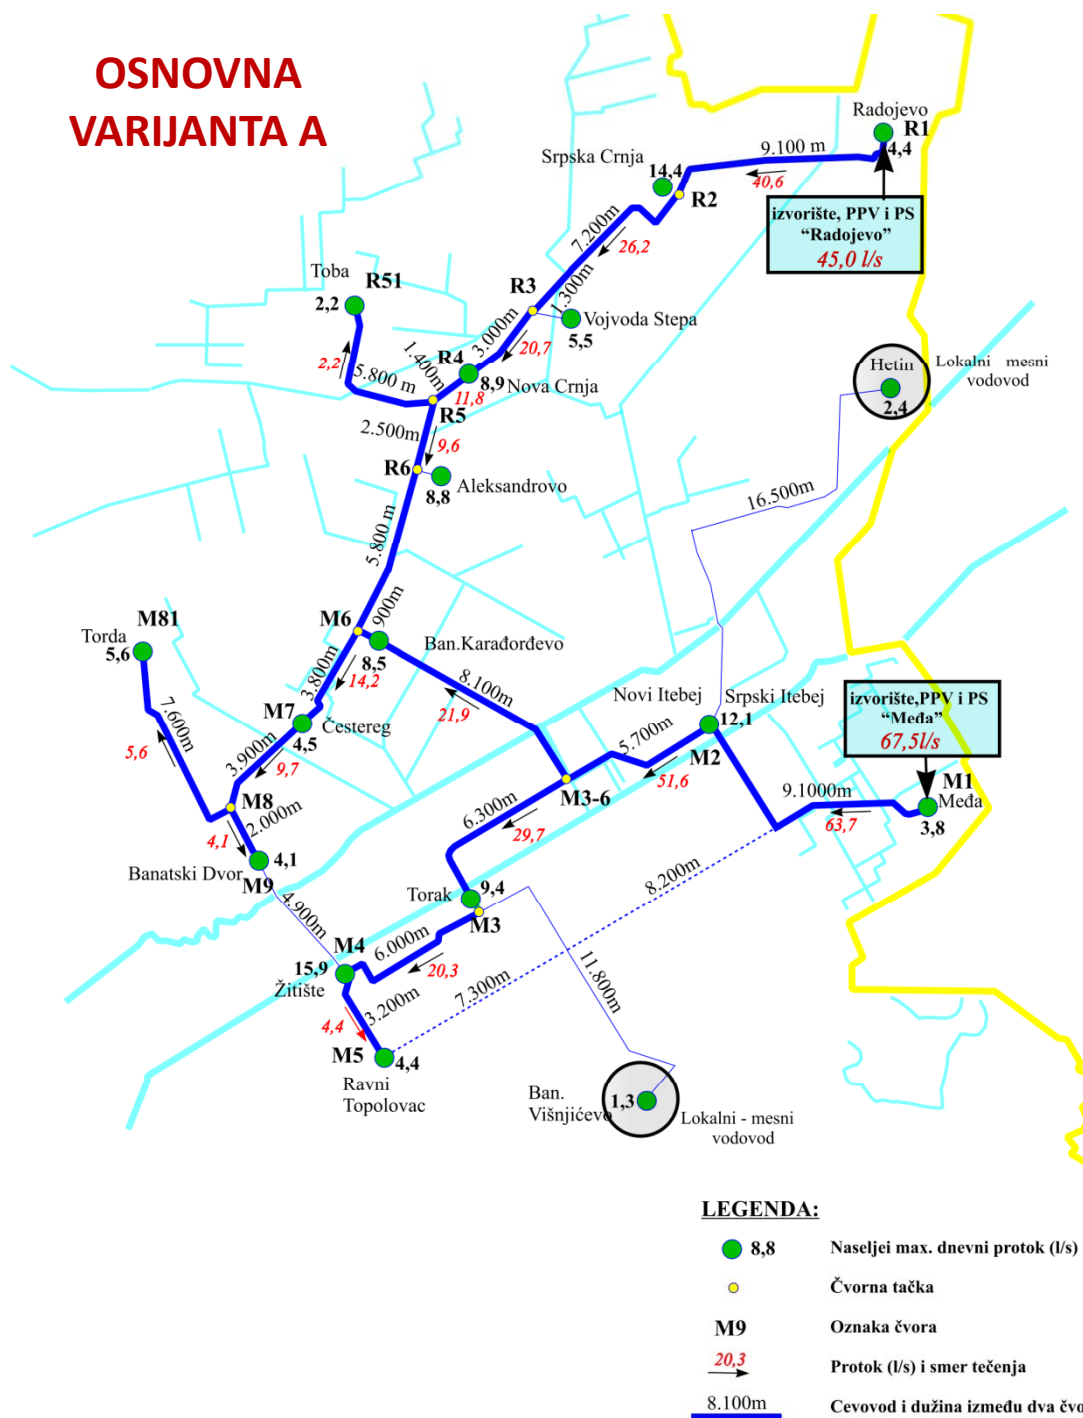 OSNOVNA
VARIJANTA A
Radojevo
R1
4,4
9.100 m
40,6
Srpska Crnja
14,4
R2
izvorište, PPV i PS
“Radojevo”
45,0 l/s
7.200m
26,2
Toba
R51
2,2
R3
1.300m
Vojvoda Stepa
5,5
3.000m
20,7
2,2
5.800 m
1.400m
R4
8,9
Nova Crnja
11,8
R5
Hetin
2,4
Lokalni - mesni
vodovod
2.500m
9,6
R6
8,8
Aleksandrovo
16.500m
5.800 m
M81
Torda
5,6
M6
900m
8,5
Ban.Karađorđevo
3.800m
14,2
8.100m
21,9
7.600m
5,6
M7
4,5
Čestereg
3.900m
9,7
Novi Itebej
Srpski Itebej
12,1
M2
5.700m
51,6
izvorište,PPV i PS
“Međa”
67,5l/s
M1
Međa
3,8
9.1000m
63,7
M3-6
M8
2.000m
4,1
6.300m
29,7
Banatski Dvor
4,1
M9
8.200m
Torak
9,4
M3
4.900m
M4
6.000m
20,3
15,9
Žitište
7.300m
11.800m
3.200m
4,4
M5
4,4
Ravni
Topolovac
Ban.
Višnjićevo
1,3
Lokalni - mesni
vodovod
LEGENDA:
8,8
Naseljei max. dnevni protok (l/s)
Čvorna tačka
M9
Oznaka čvora
20,3
Protok (l/s) i smer tečenja
8.100m
Cevovod i dužina između dva čvo